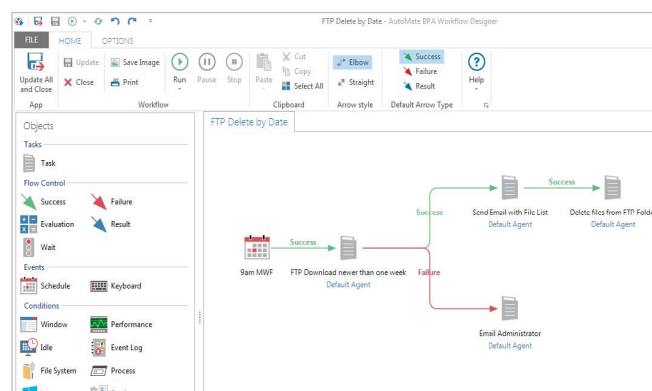 FTP Delete by Date - AutoMate BPA Workflow Designer
FILE HOME OPTIONS
Update All and Close
Update
Close
Save Image
Print
Run
Pause
Stop
Paste
Cut
Copy
Select All
Elbow
Straight
Success
Failure
Result
Help
App Workflow Clipboard Arrow style Default Arrow Type
Objects
Tasks
Task
Flow Control
Success Failure
Evaluation Result
Wait
Events
Schedule Keyboard
Conditions
Window Performance
Idle Event Log
File System Process
FTP Delete by Date
Success
Success
Send Email with File List
Default Agent
Delete files from FTP Folde
Default Agent
Success
9am MWF
FTP Download newer than one week
Default Agent
Failure
Email Administrator
Default Agent